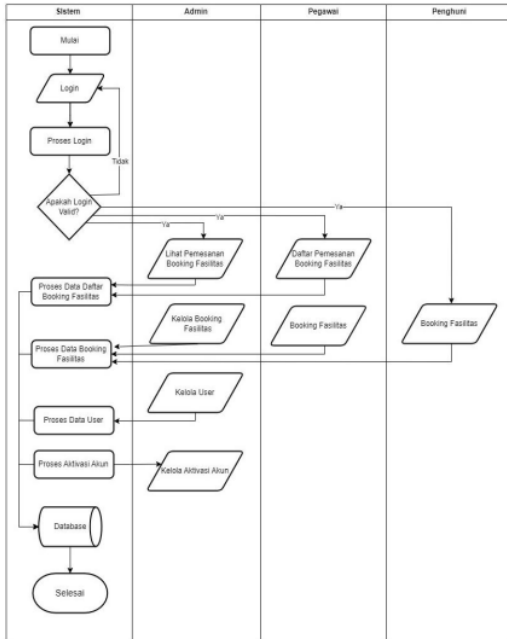 Sistem
Admin
Pegawai
Penghuni
Mulai
Login
Proses Login
Tidak
Apakah Login
Valid?
Ya
Ya
Ya
Lihat Pemesanan
Booking Fasilitas
Daftar Pemesanan
Booking Fasilitas
Proses Data Daftar
Booking Fasilitas
Kelola Booking
Fasilitas
Booking Fasilitas
Booking Fasilitas
Proses Data Booking
Fasilitas
Kelola User
Proses Data User
Proses Aktivasi Akun
Kelola Aktivasi Akun
Database
Selesai